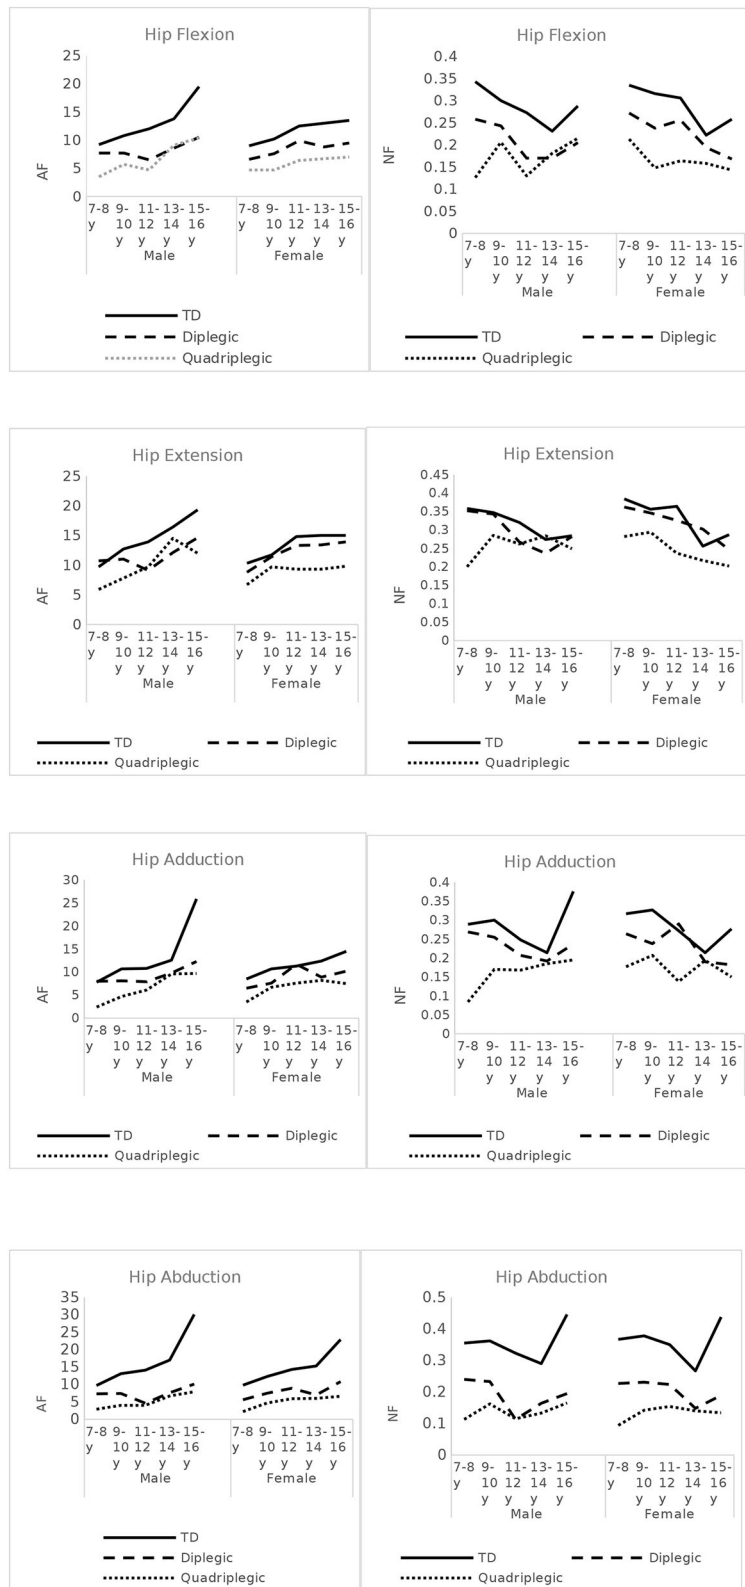 Hip Flexion
25
20
15
10
5
0
AF
7-8 9- 11- 13- 15-
y 10 12 14 16
y y y y
Male
7-8 9- 11- 13- 15-
y 10 12 14 16
y y y y
Female
TD
Diplegic
Quadriplegic
Hip Flexion
0.4
0.35
0.3
0.25
0.2
0.15
0.1
0.05
0
NF
7-8 9- 11- 13- 15-
y 10 12 14 16
y y y y
Male
7-8 9- 11- 13- 15-
y 10 12 14 16
y y y y
Female
TD Diplegic
Quadriplegic
Hip Extension
25
20
15
10
5
0
AF
7-8 9- 11- 13- 15-
y 10 12 14 16
y y y y
Male
7-8 9- 11- 13- 15-
y 10 12 14 16
y y y y
Female
TD Diplegic
Quadriplegic
Hip Extension
0.45
0.4
0.35
0.3
0.25
0.2
0.15
0.1
0.05
0
NF
7-8 9- 11- 13- 15-
y 10 12 14 16
y y y y
Male
7-8 9- 11- 13- 15-
y 10 12 14 16
y y y y
Female
TD Diplegic
Quadriplegic
Hip Adduction
30
25
20
15
10
5
0
AF
7-8 9- 11- 13- 15-
y 10 12 14 16
y y y y
Male
7-8 9- 11- 13- 15-
y 10 12 14 16
y y y y
Female
TD Diplegic
Quadriplegic
Hip Adduction
0.4
0.35
0.3
0.25
0.2
0.15
0.1
0.05
0
NF
7-8 9- 11- 13- 15-
y 10 12 14 16
y y y y
Male
7-8 9- 11- 13- 15-
y 10 12 14 16
y y y y
Female
TD Diplegic
Quadriplegic
Hip Abduction
35
30
25
20
15
10
5
0
AF
7-8 9- 11- 13- 15-
y 10 12 14 16
y y y y
Male
7-8 9- 11- 13- 15-
y 10 12 14 16
y y y y
Female
TD
Diplegic
Quadriplegic
Hip Abduction
0.5
0.4
0.3
0.2
0.1
0
NF
7-8 9- 11- 13- 15-
y 10 12 14 16
y y y y
Male
7-8 9- 11- 13- 15-
y 10 12 14 16
y y y y
Female
TD Diplegic
Quadriplegic